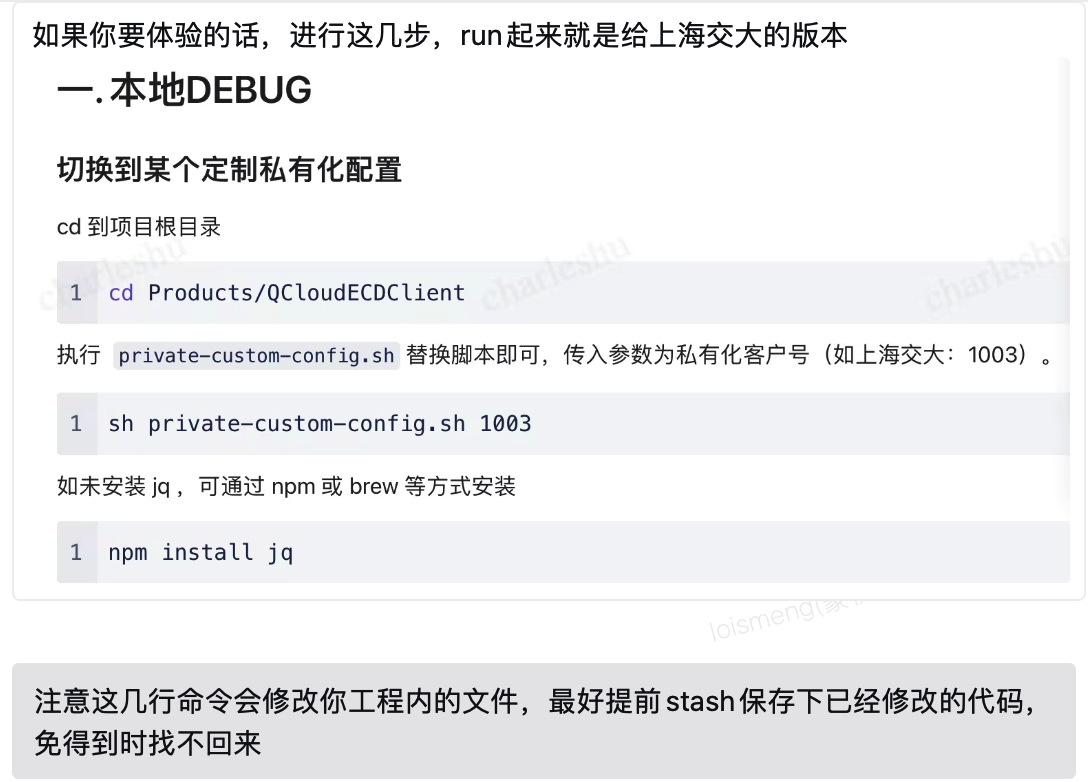 如果你要体验的话，进行这几步，run起来就是给上海交大的版本
一. 本地DEBUG
切换到某个定制私有化配置
cd 到项目根目录
1 cd Products/QCloudECDClient
执行 private-custom-config.sh 替换脚本即可，传入参数为私有化客户号（如上海交大：1003）。
1 sh private-custom-config.sh 1003
如未安装 jq ，可通过 npm 或 brew 等方式安装
1 npm install jq
charleshu
charleshu
charleshu
注意这几行命令会修改你工程内的文件，最好提前stash保存下已经修改的代码，
免得到时找不回来